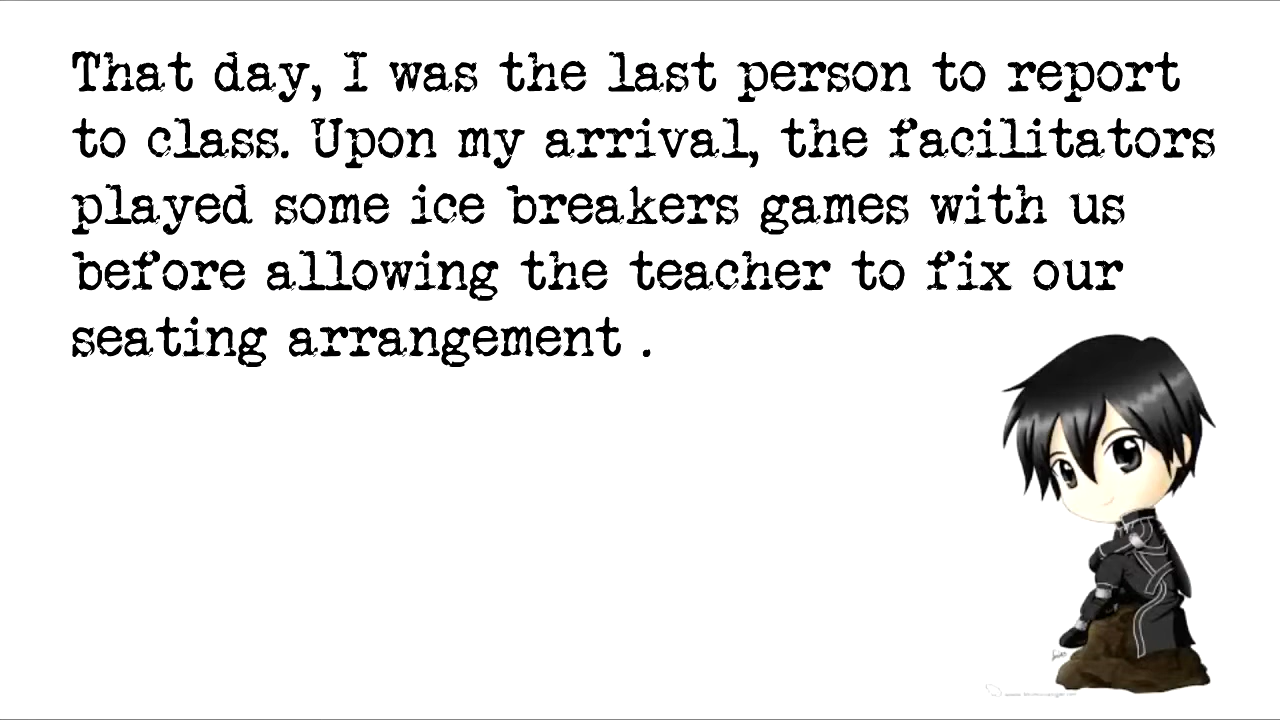 That day, I was the last person to report
to class. Upon my arrival, the facilitators
played some ice breakers games with us
before allowing the teacher to fix our
seating arrangement .